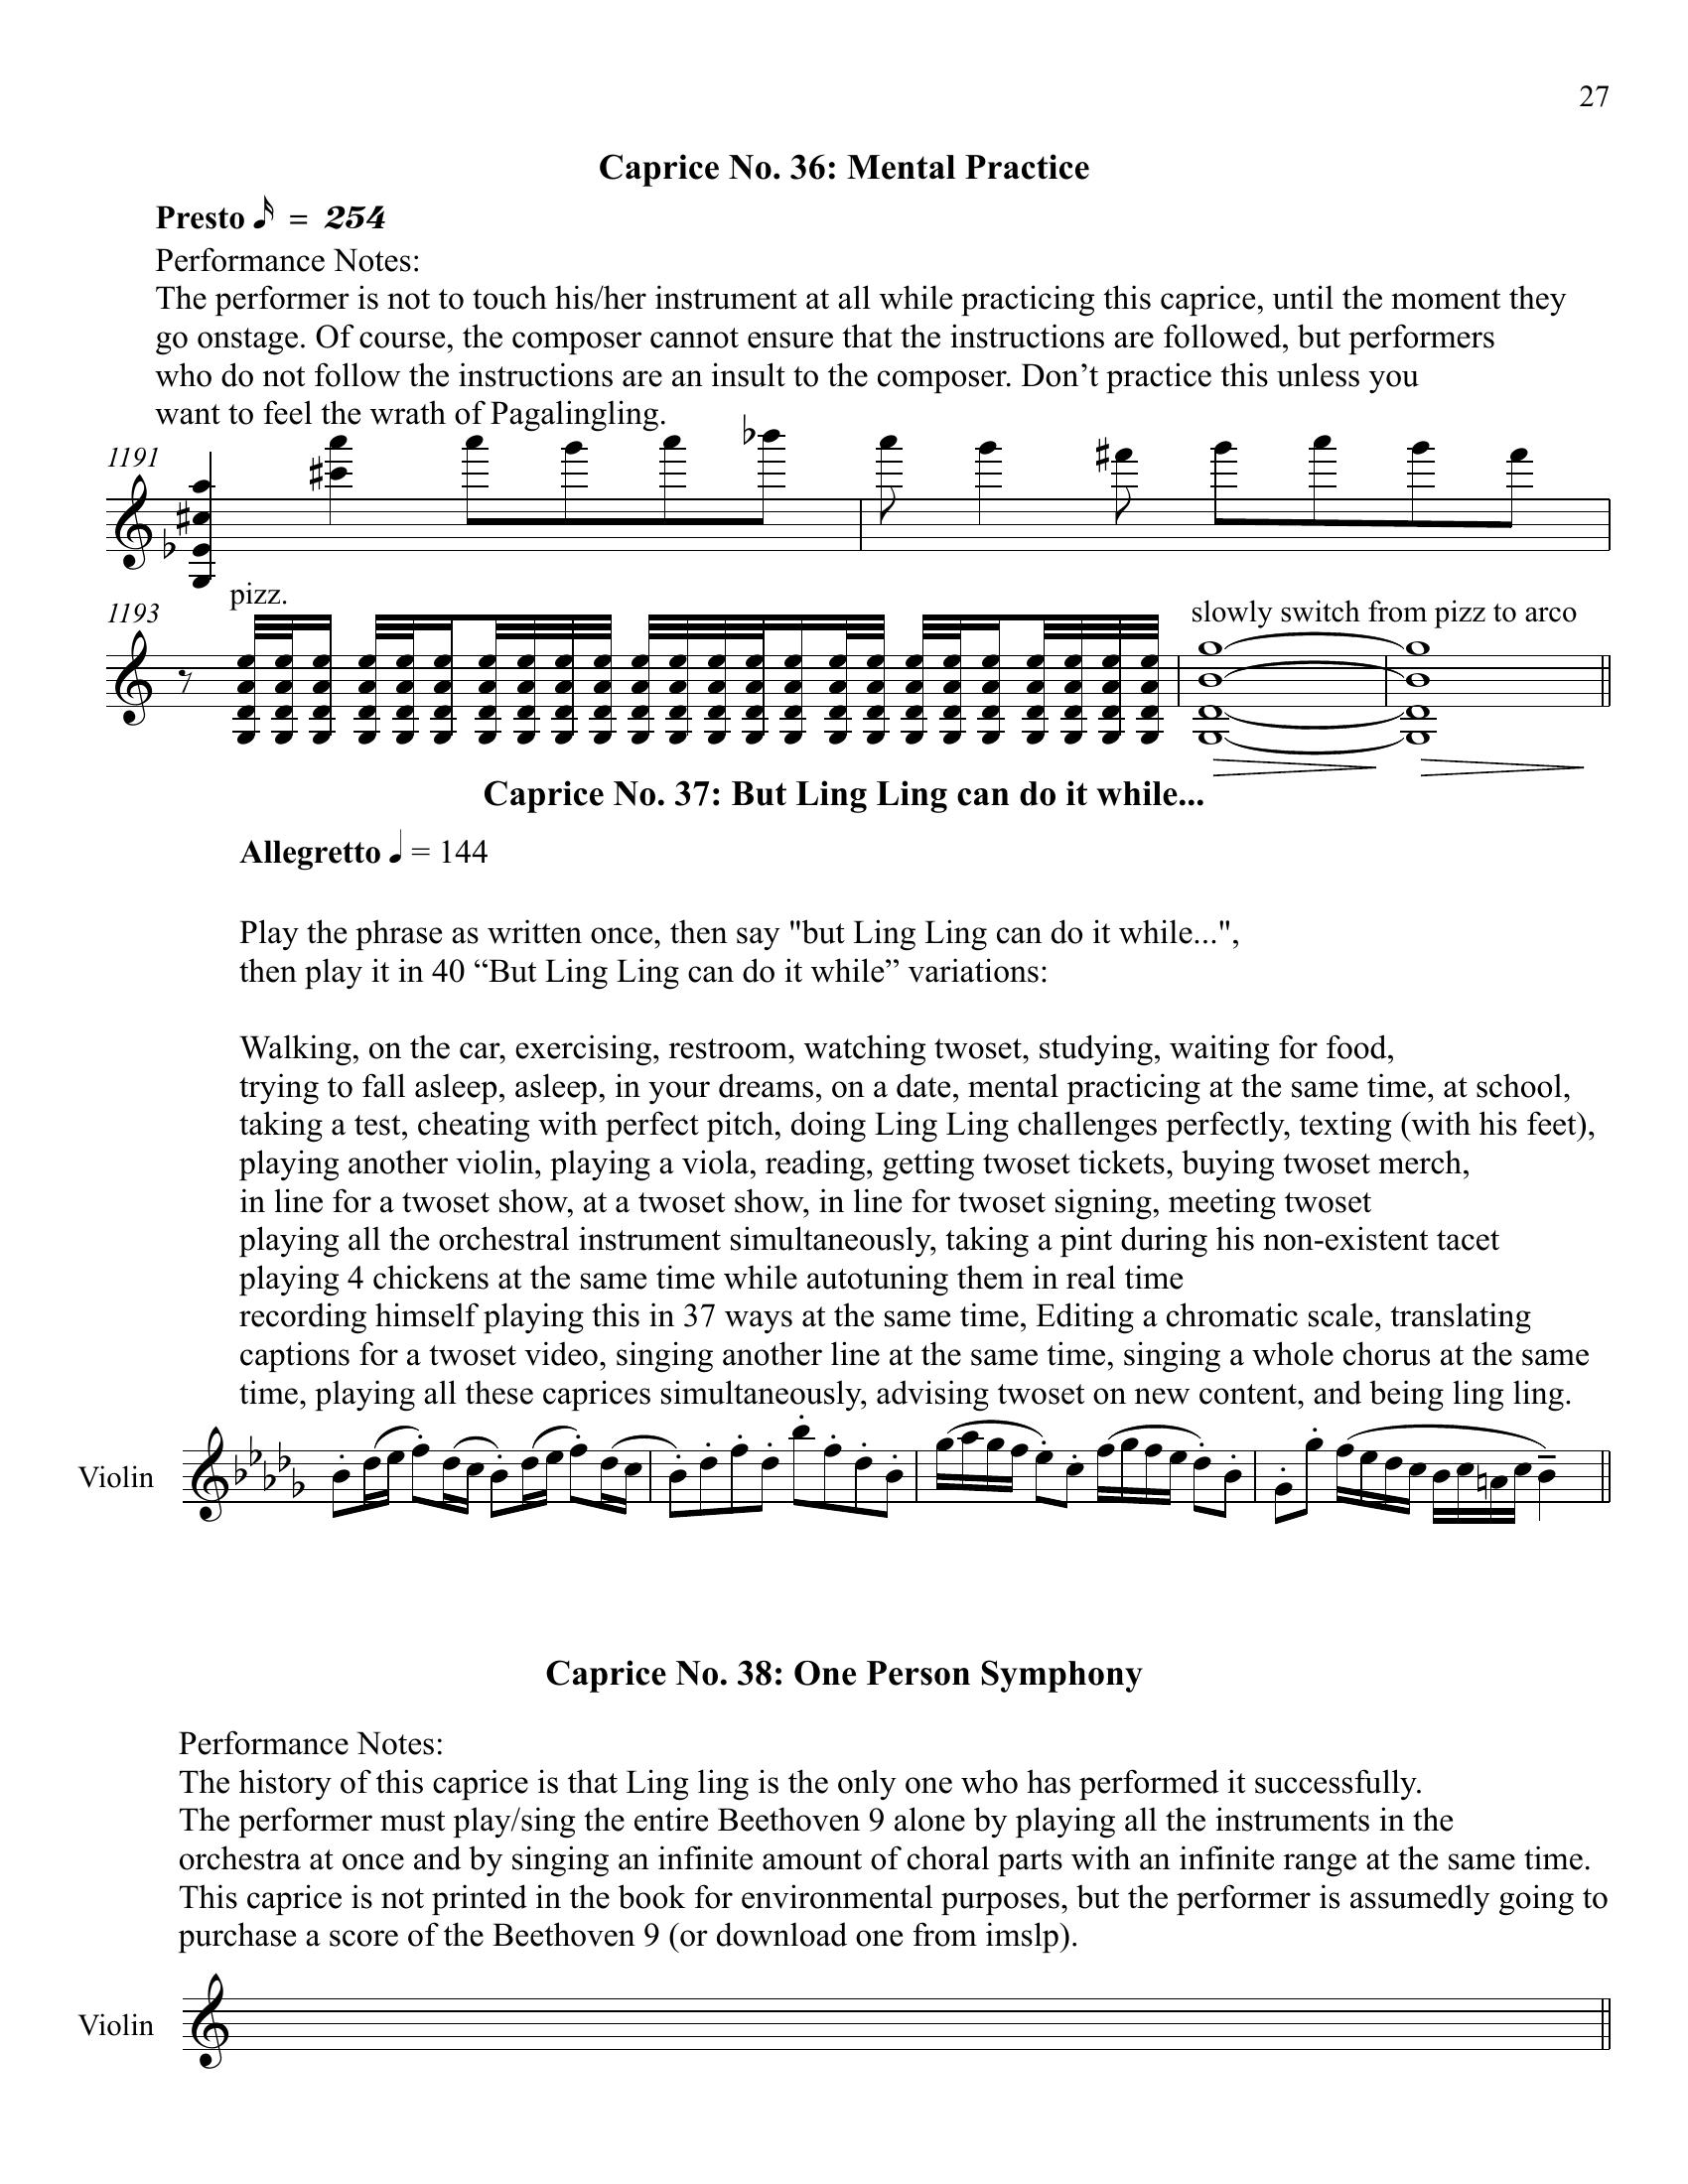 27
Caprice No. 36: Mental Practice
Presto = 254
Performance Notes:
The performer is not to touch his/her instrument at all while practicing this caprice, until the moment they
go onstage. Of course, the composer cannot ensure that the instructions are followed, but performers
who do not follow the instructions are an insult to the composer. Don’t practice this unless you
want to feel the wrath of Pagalingling.
1191
pizz.
1193
slowly switch from pizz to arco
Caprice No. 37: But Ling Ling can do it while...
Allegretto = 144
Play the phrase as written once, then say "but Ling Ling can do it while...",
then play it in 40 “But Ling Ling can do it while” variations:
Walking, on the car, exercising, restroom, watching twoset, studying, waiting for food,
trying to fall asleep, asleep, in your dreams, on a date, mental practicing at the same time, at school,
taking a test, cheating with perfect pitch, doing Ling Ling challenges perfectly, texting (with his feet),
playing another violin, playing a viola, reading, getting twoset tickets, buying twoset merch,
in line for a twoset show, at a twoset show, in line for twoset signing, meeting twoset
playing all the orchestral instrument simultaneously, taking a pint during his non-existent tacet
playing 4 chickens at the same time while autotuning them in real time
recording himself playing this in 37 ways at the same time, Editing a chromatic scale, translating
captions for a twoset video, singing another line at the same time, singing a whole chorus at the same
time, playing all these caprices simultaneously, advising twoset on new content, and being ling ling.
Violin
Caprice No. 38: One Person Symphony
Performance Notes:
The history of this caprice is that Ling ling is the only one who has performed it successfully.
The performer must play/sing the entire Beethoven 9 alone by playing all the instruments in the
orchestra at once and by singing an infinite amount of choral parts with an infinite range at the same time.
This caprice is not printed in the book for environmental purposes, but the performer is assumedly going to
purchase a score of the Beethoven 9 (or download one from imslp).
Violin